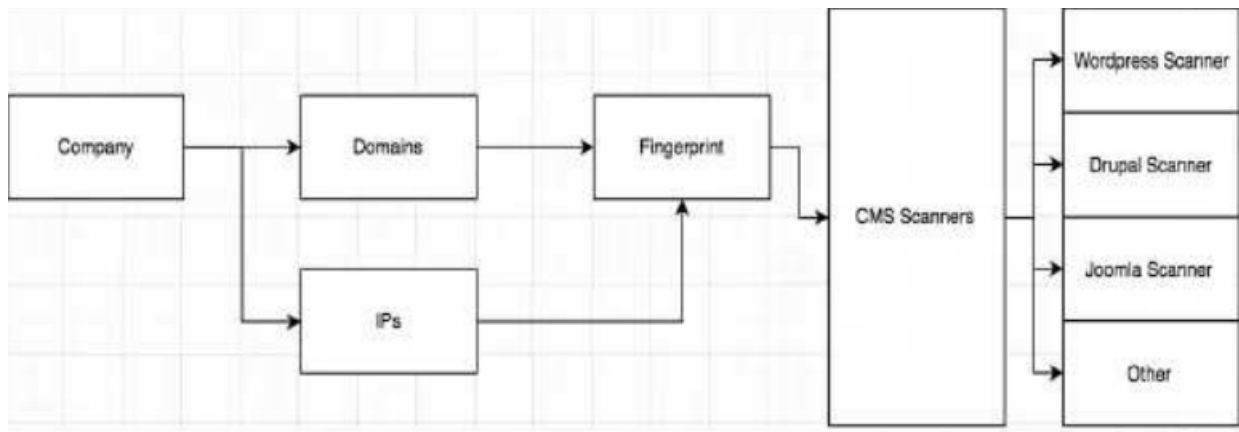 Company
Domains
Fingerprint
IPs
CMS Scanners
Wordpress Scanner
Drupal Scanner
Joomla Scanner
Other